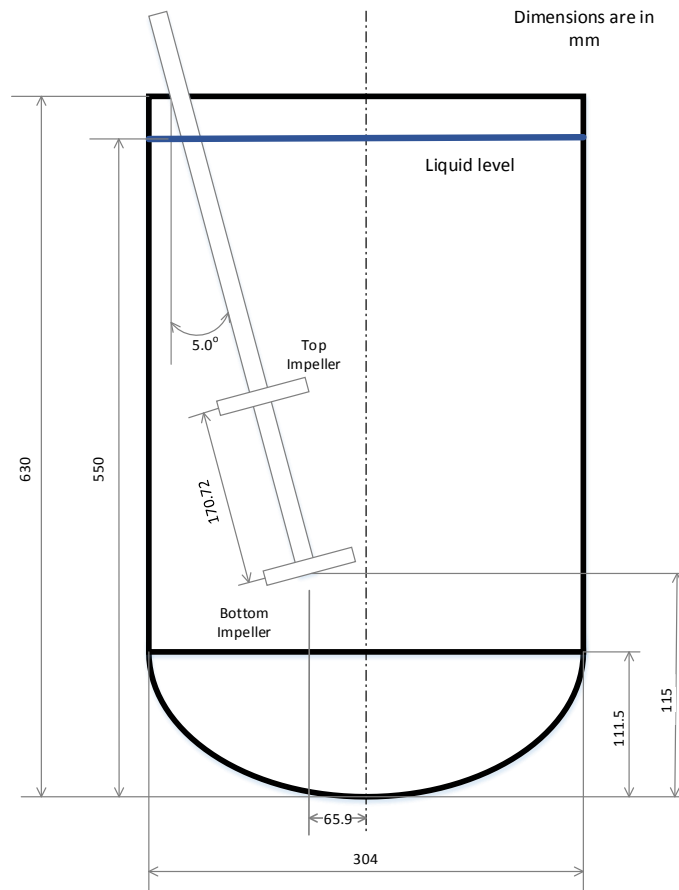 Dimensions are in
mm
Liquid level
5.0°
Top
Impeller
630
550
170.72
Bottom
Impeller
115
111.5
65.9
304